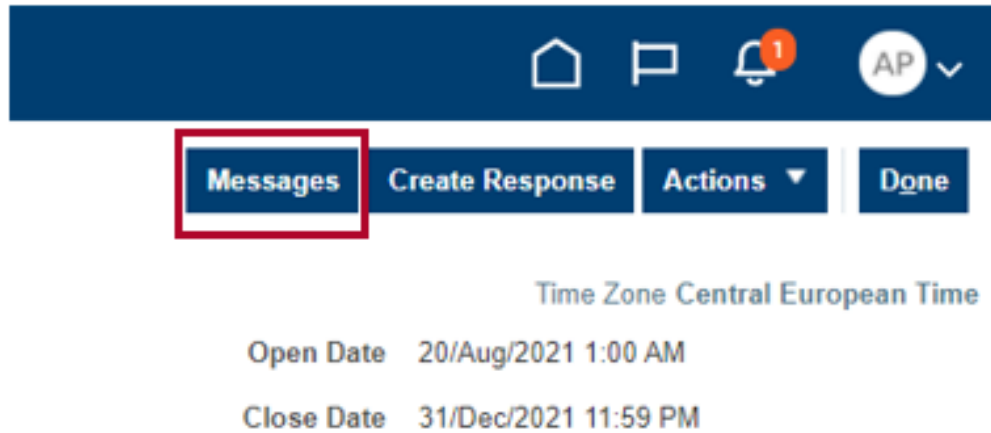 1
AP
Messages Create Response Actions Done
Time Zone Central European Time
Open Date 20/Aug/2021 1:00 AM
Close Date 31/Dec/2021 11:59 PM